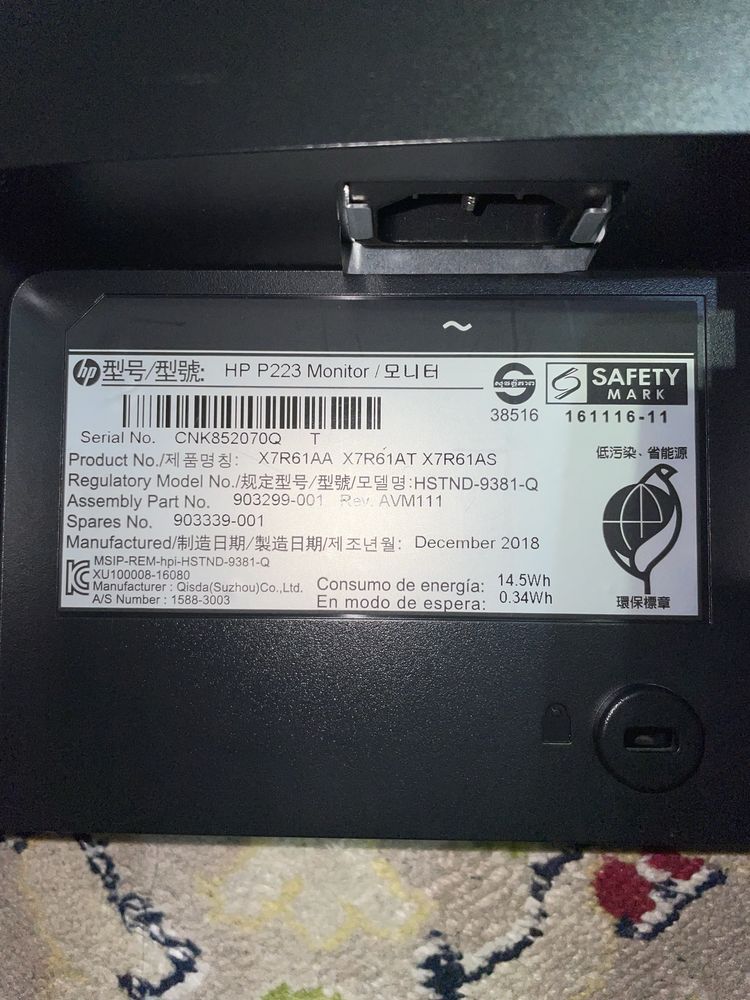 ~
hp 型号/型號: HP P223 Monitor / 모니터
Serial No. CNK852070Q T
Product No./제품명칭: X7R61AA X7R61AT X7R61AS
Regulatory Model No./规定型号/型號/모델명:HSTND-9381-Q
Assembly Part No. 903299-001 Rev. AVM111
Spares No. 903339-001
Manufactured/制造日期/製造日期/제조년월: December 2018
MSIP-REM-hpi-HSTND-9381-Q
XU100008-16080
Manufacturer : Qisda(Suzhou)Co.,Ltd.
A/S Number : 1588-3003
Consumo de energía: 14.5Wh
En modo de espera: 0.34Wh
38516
SAFETY
MARK
161116-11
低污染、省能源
環保標章